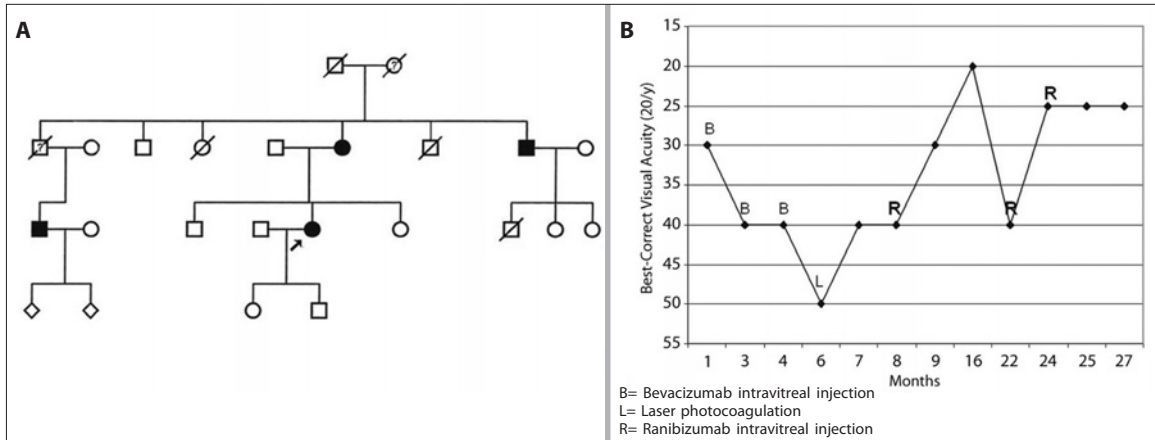 A
?
?
B
Best-Correct Visual Acuity (20/y)
15
20
25
30
35
40
45
50
55
B
B
B
L
R
R
R
1 3 4 6 7 8 9 16 22 24 25 27
Months
B= Bevacizumab intravitreal injection
L= Laser photocoagulation
R= Ranibizumab intravitreal injection